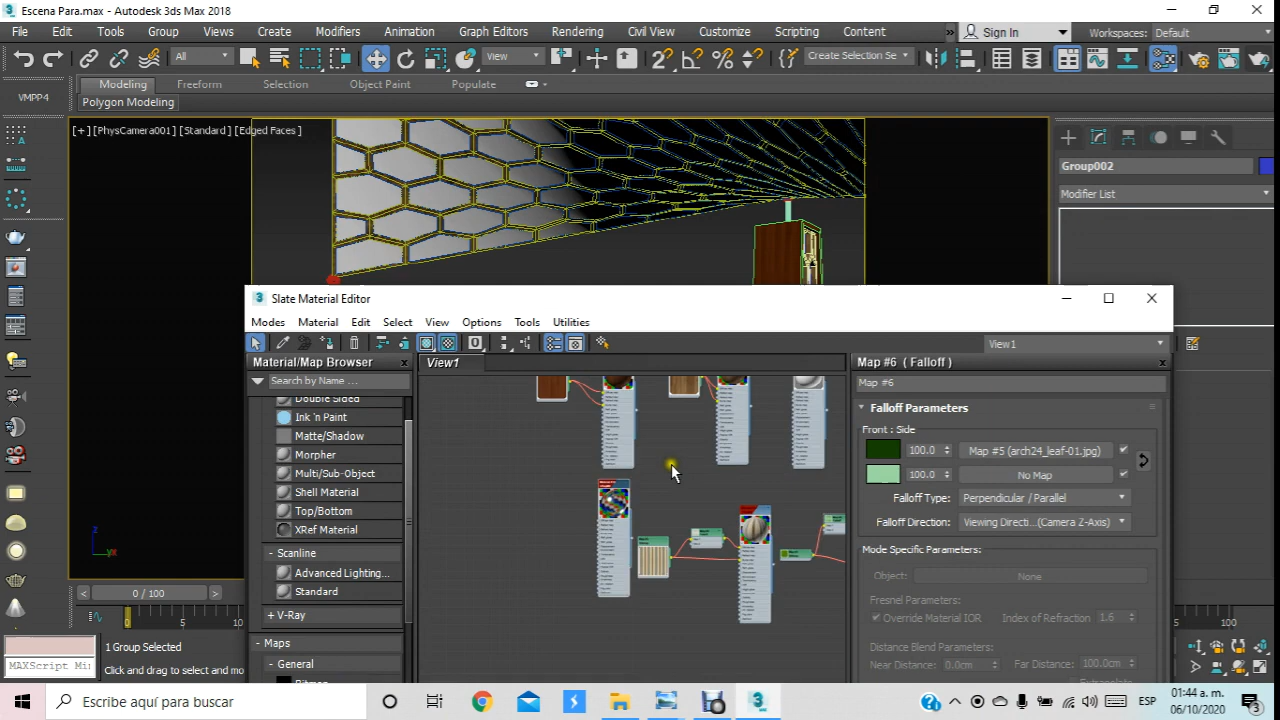 Escena Para.max - Autodesk 3ds Max 2018
File Edit Tools Group Views Create Modifiers Animation Graph Editors Rendering Civil View Customize Scripting Content » Sign In Workspaces: Default
All View Create Selection Se
Modeling Freeform Selection Object Paint Populate
VMPP4
Polygon Modeling
[+] [PhysCamera001] [Standard] [Edged Faces]
Group002
Modifier List
Slate Material Editor
Modes Material Edit Select View Options Tools Utilities
View1
Material/Map Browser
View1
Map #6 ( Falloff )
Search by Name ...
Map #6
Double Sided
Ink 'n Paint
Matte/Shadow
Morpher
Multi/Sub-Object
Shell Material
Top/Bottom
XRef Material
- Scanline
Advanced Lighting...
Standard
+ V-Ray
- Maps
- General
Bitmap
Falloff Parameters
Front : Side
100.0 Map #5 (arch24_leaf-01.jpg)
100.0 No Map
Falloff Type: Perpendicular / Parallel
Falloff Direction: Viewing Directi...(Camera Z-Axis)
Mode Specific Parameters:
Object: None
Fresnel Parameters:
Override Material IOR Index of Refraction 1.6
Distance Blend Parameters:
Near Distance: 0.0cm Far Distance: 100.0cm
Extrapolate
z
yx
< 0 / 100 >
0 5 10
5 100
MAXScript Mi
1 Group Selected
Click and drag to select and mo
Escribe aquí para buscar
ESP
01:44 a. m.
06/10/2020
3